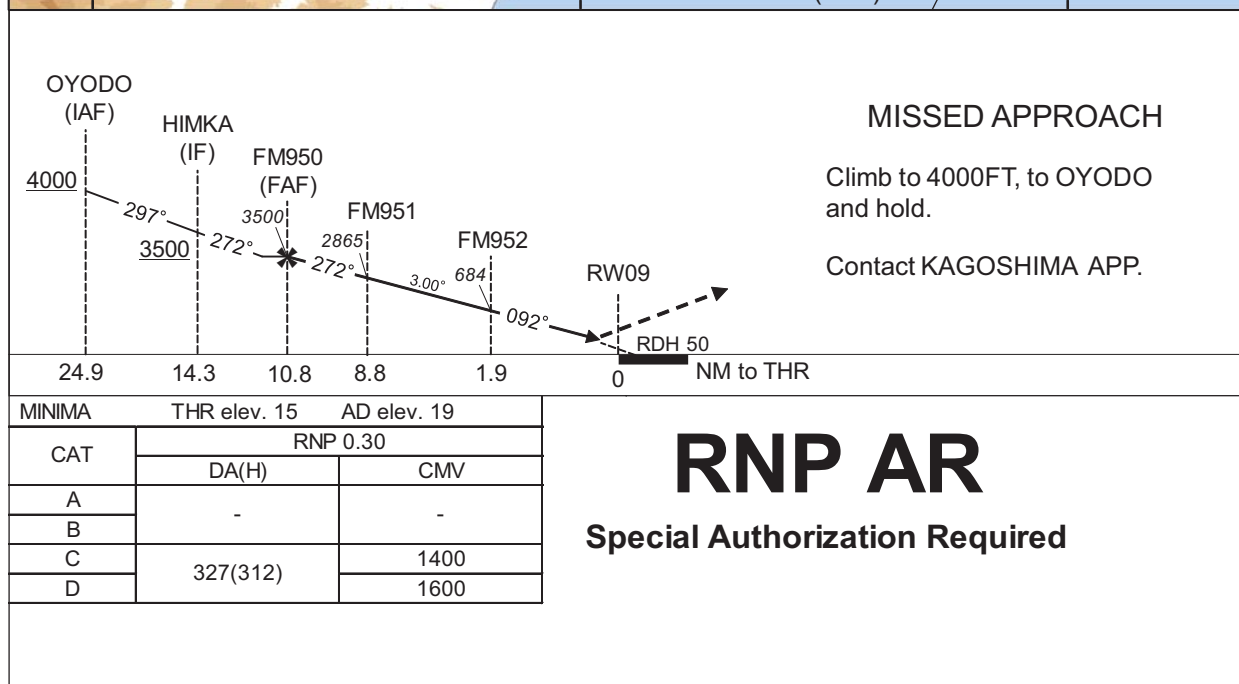 OYODO
(IAF)
HIMKA
(IF)
FM950
(FAF)
FM951
FM952
RW09
4000
297°
3500
272°
3500
272°
2865
3.00°
684
092°
RDH 50
24.9
14.3
10.8
8.8
1.9
0
NM to THR
MISSED APPROACH
Climb to 4000FT, to OYODO
and hold.
Contact KAGOSHIMA APP.
MINIMA THR elev. 15 AD elev. 19
CAT
RNP 0.30
DA(H) CMV
A
B
- -
C
D
327(312)
1400
1600
RNP AR
Special Authorization Required